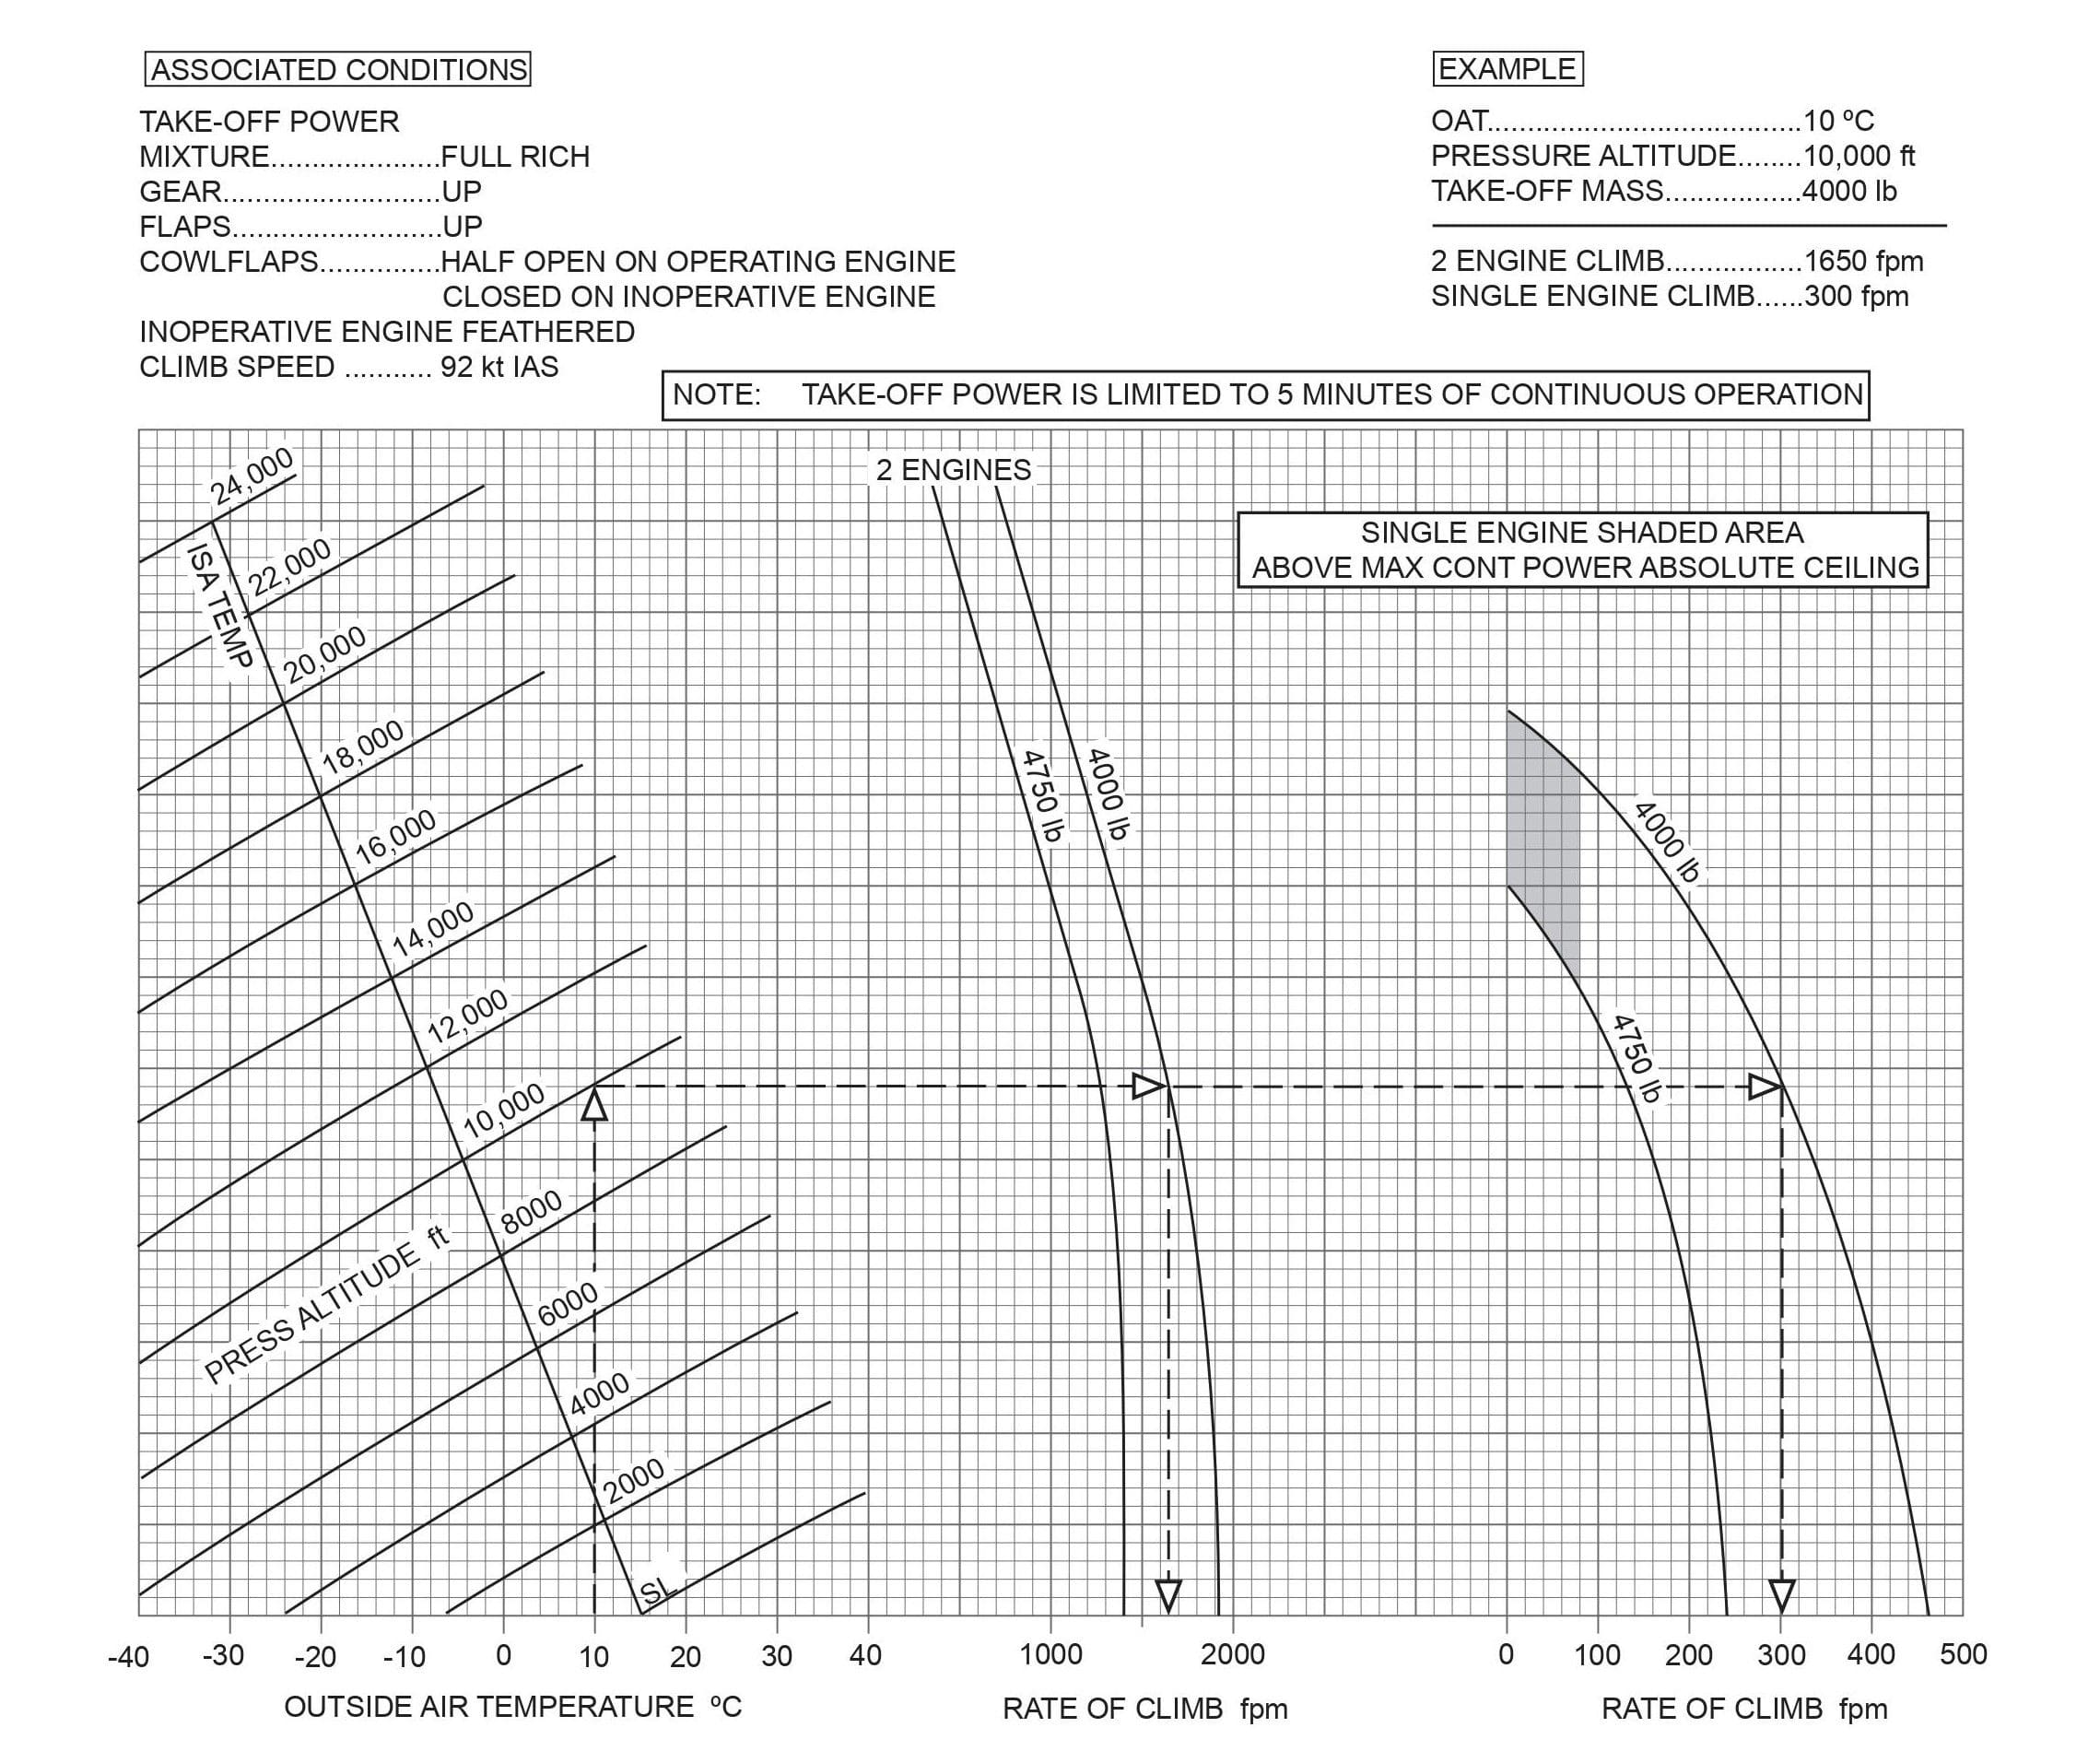 ASSOCIATED CONDITIONS
TAKE-OFF POWER
MIXTURE.....................FULL RICH
GEAR...........................UP
FLAPS..........................UP
COWLFLAPS...............HALF OPEN ON OPERATING ENGINE
CLOSED ON INOPERATIVE ENGINE
INOPERATIVE ENGINE FEATHERED
CLIMB SPEED ........... 92 kt IAS
EXAMPLE
OAT......................................10 ºC
PRESSURE ALTITUDE........10,000 ft
TAKE-OFF MASS.................4000 lb
2 ENGINE CLIMB.................1650 fpm
SINGLE ENGINE CLIMB......300 fpm
NOTE: TAKE-OFF POWER IS LIMITED TO 5 MINUTES OF CONTINUOUS OPERATION
24,000
22,000
20,000
18,000
16,000
14,000
12,000
10,000
8000
6000
4000
2000
SL
ISA TEMP
PRESS ALTITUDE ft
2 ENGINES
4750 lb
4000 lb
SINGLE ENGINE SHADED AREA
ABOVE MAX CONT POWER ABSOLUTE CEILING
4000 lb
4750 lb
-40 -30 -20 -10 0 10 20 30 40 1000 2000 0 100 200 300 400 500
OUTSIDE AIR TEMPERATURE ºC
RATE OF CLIMB fpm
RATE OF CLIMB fpm